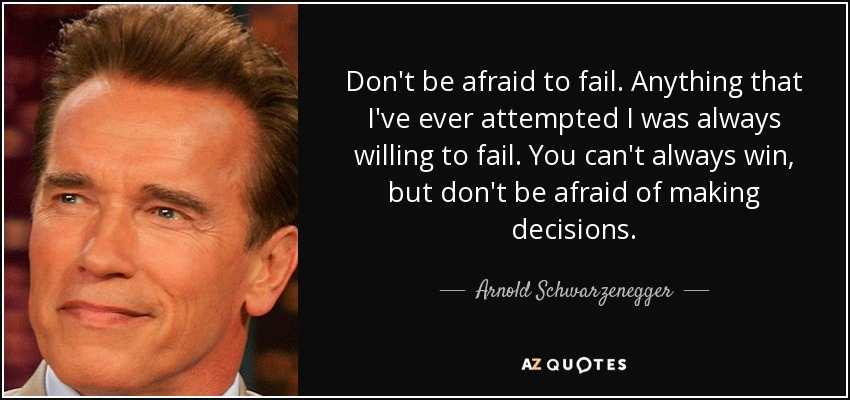 Don't be afraid to fail. Anything that
I've ever attempted I was always
willing to fail. You can't always win,
but don't be afraid of making
decisions.
Arnold Schwarzenegger
AZ QUOTES